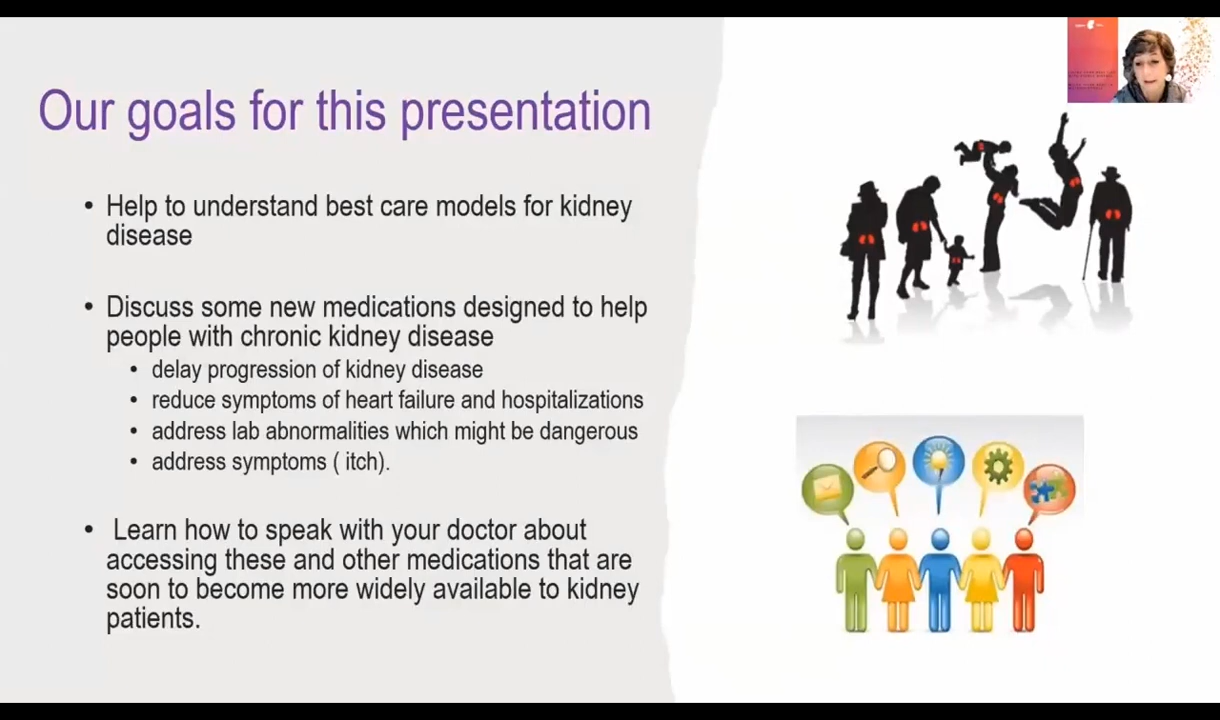 Our goals for this presentation
• Help to understand best care models for kidney
disease
• Discuss some new medications designed to help
people with chronic kidney disease
• delay progression of kidney disease
• reduce symptoms of heart failure and hospitalizations
• address lab abnormalities which might be dangerous
• address symptoms ( itch).
• Learn how to speak with your doctor about
accessing these and other medications that are
soon to become more widely available to kidney
patients.